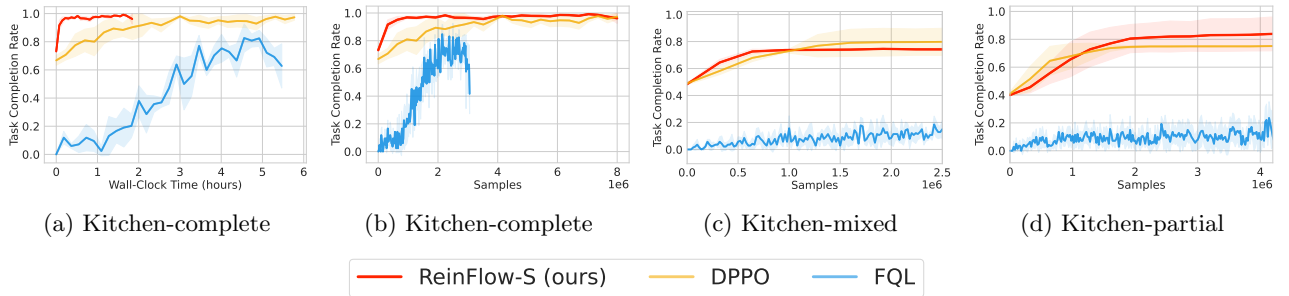 Task Completion Rate
1.0
0.8
0.6
0.4
0.2
0.0
0 1 2 3 4 5 6
Wall-Clock Time (hours)
(a) Kitchen-complete
Task Completion Rate
1.0
0.8
0.6
0.4
0.2
0.0
0 2 4 6 8
Samples 1e6
(b) Kitchen-complete
Task Completion Rate
1.0
0.8
0.6
0.4
0.2
0.0
0.0 0.5 1.0 1.5 2.0 2.5
Samples 1e6
(c) Kitchen-mixed
Task Completion Rate
1.0
0.8
0.6
0.4
0.2
0.0
0 1 2 3 4
Samples 1e6
(d) Kitchen-partial
ReinFlow-S (ours) DPPO FQL